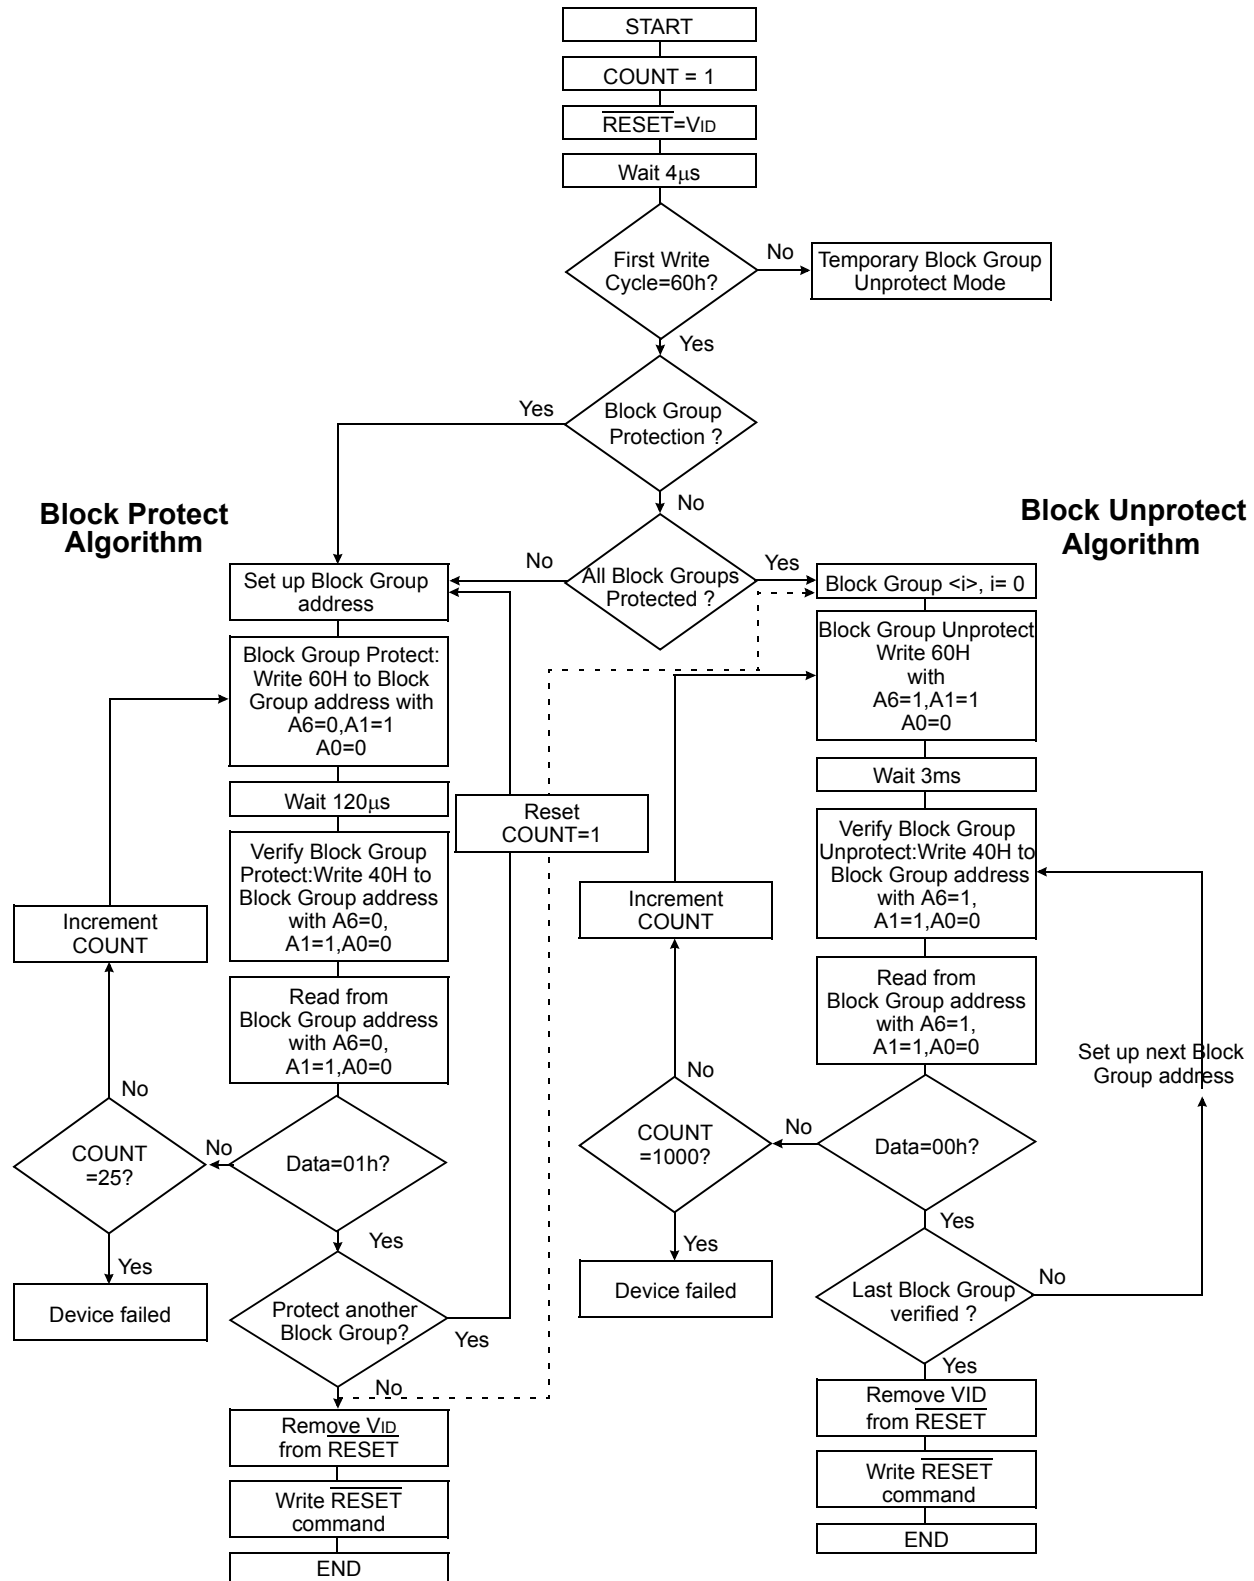 START
COUNT = 1
RESET=VID
Wait 4µs
First Write
Cycle=60h?
No
Temporary Block Group
Unprotect Mode
Yes
Block Group
Protection ?
Yes
No
Block Protect
Algorithm
Block Unprotect
Algorithm
All Block Groups
Protected ?
No
Yes
Set up Block Group
address
Block Group Protect:
Write 60H to Block
Group address with
A6=0,A1=1
A0=0
Wait 120µs
Reset
COUNT=1
Verify Block Group
Protect:Write 40H to
Block Group address
with A6=0,
A1=1,A0=0
Increment
COUNT
Read from
Block Group address
with A6=0,
A1=1,A0=0
No
COUNT
=25?
No
Data=01h?
Yes
Yes
Device failed
Protect another
Block Group?
Yes
No
Remove VID
from RESET
Write RESET
command
END
Block Group <i>, i= 0
Block Group Unprotect
Write 60H
with
A6=1,A1=1
A0=0
Wait 3ms
Verify Block Group
Unprotect:Write 40H to
Block Group address
with A6=1,
A1=1,A0=0
Increment
COUNT
Read from
Block Group address
with A6=1,
A1=1,A0=0
Set up next Block
Group address
No
COUNT
=1000?
No
Data=00h?
Yes
Yes
Device failed
Last Block Group
verified ?
No
Yes
Remove VID
from RESET
Write RESET
command
END